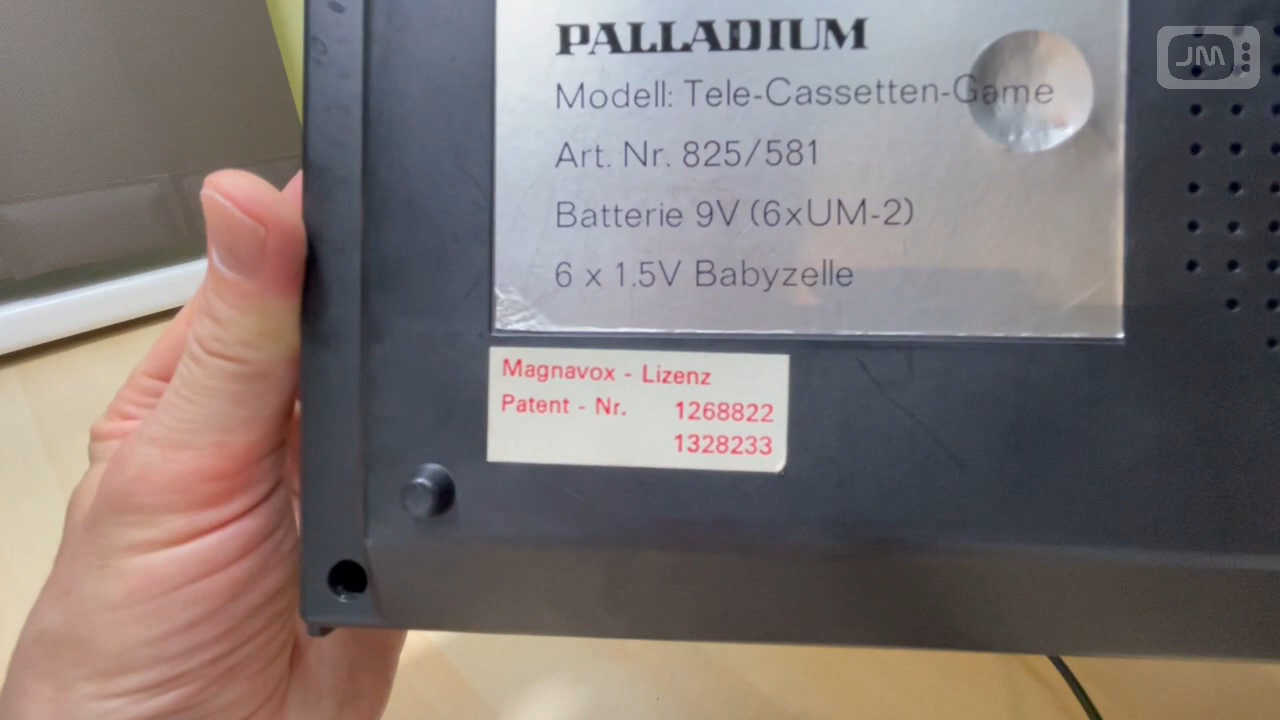 PALLADIUM
Modell: Tele-Cassetten-Game
Art. Nr. 825/581
Batterie 9V (6xUM-2)
6 x 1.5V Babyzelle
Magnavox - Lizenz
Patent - Nr. 1268822
1328233
JM